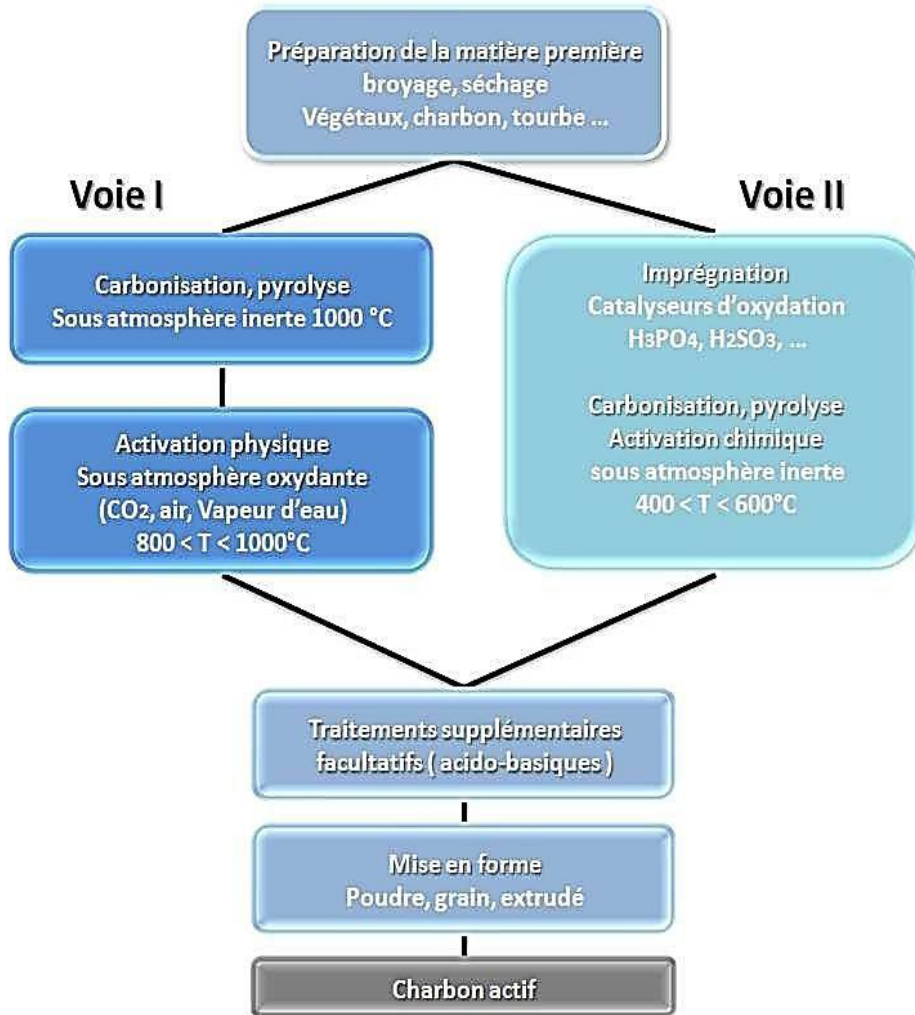 Préparation de la matière première
broyage, séchage
Végétaux, charbon, tourbe ...
Voie I
Voie II
Carbonisation, pyrolyse
Sous atmosphère inerte 1000 °C
Activation physique
Sous atmosphère oxydante
(CO2, air, Vapeur d'eau)
800 < T < 1000°C
Imprégnation
Catalyseurs d'oxydation
H3PO4, H2SO3, ...
Carbonisation, pyrolyse
Activation chimique
sous atmosphère inerte
400 < T < 600°C
Traitements supplémentaires
facultatifs ( acido-basiques )
Mise en forme
Poudre, grain, extrudé
Charbon actif